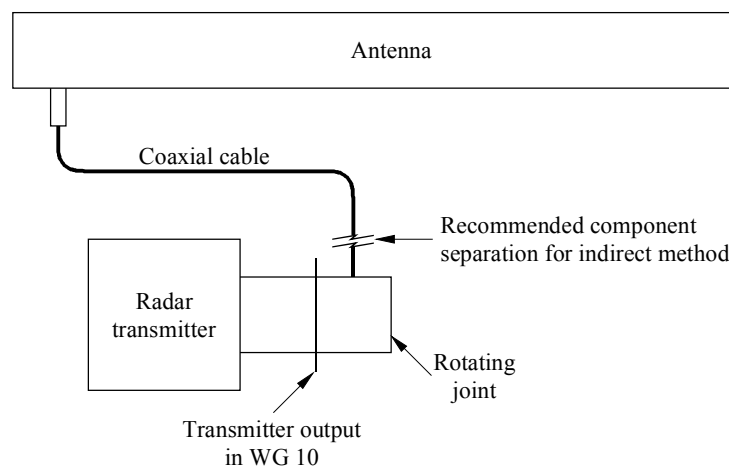 Antenna
Coaxial cable
Recommended component
separation for indirect method
Radar
transmitter
Rotating
joint
Transmitter output
in WG 10